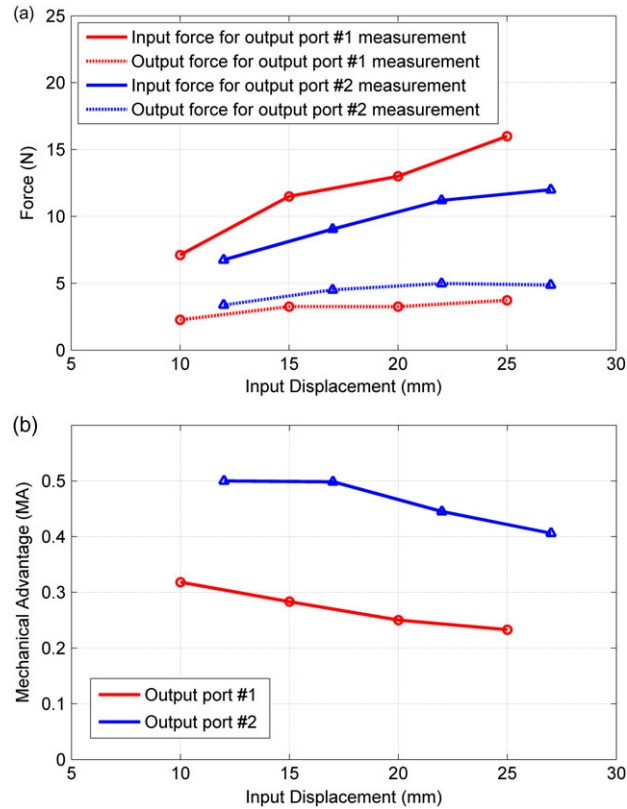 (a)
Input force for output port #1 measurement
Output force for output port #1 measurement
Input force for output port #2 measurement
Output force for output port #2 measurement
25
20
15
10
5
0
Force (N)
5 10 15 20 25 30
Input Displacement (mm)
(b)
0.5
0.4
0.3
0.2
0.1
0
Mechanical Advantage (MA)
Output port #1
Output port #2
5 10 15 20 25 30
Input Displacement (mm)